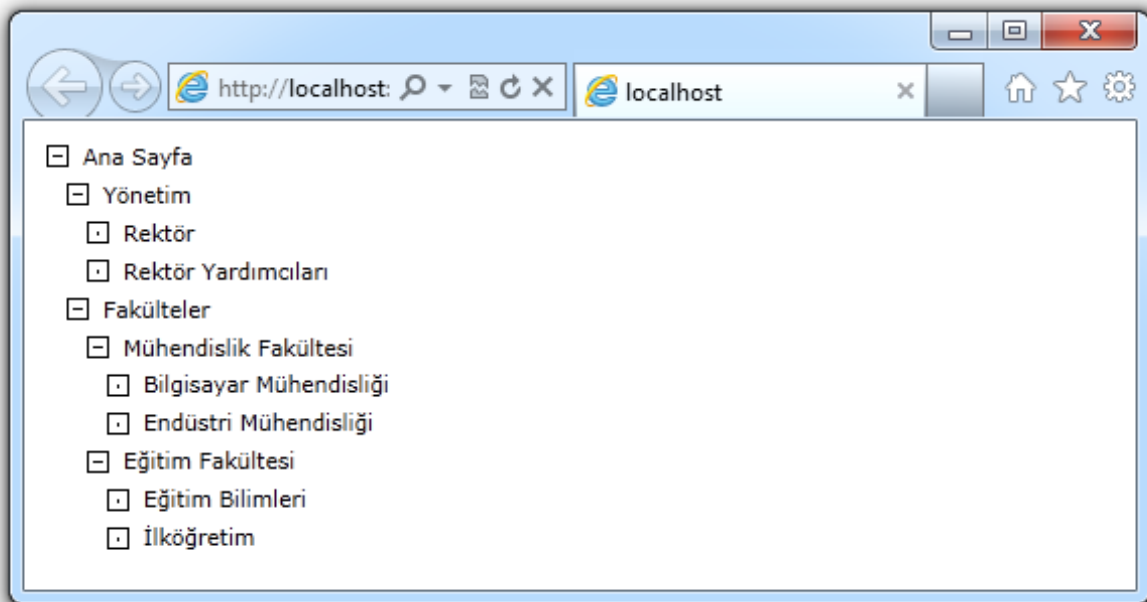 http://localhost:
localhost
Ana Sayfa
Yönetim
Rektör
Rektör Yardımcıları
Fakülteler
Mühendislik Fakültesi
Bilgisayar Mühendisliği
Endüstri Mühendisliği
Eğitim Fakültesi
Eğitim Bilimleri
İlköğretim